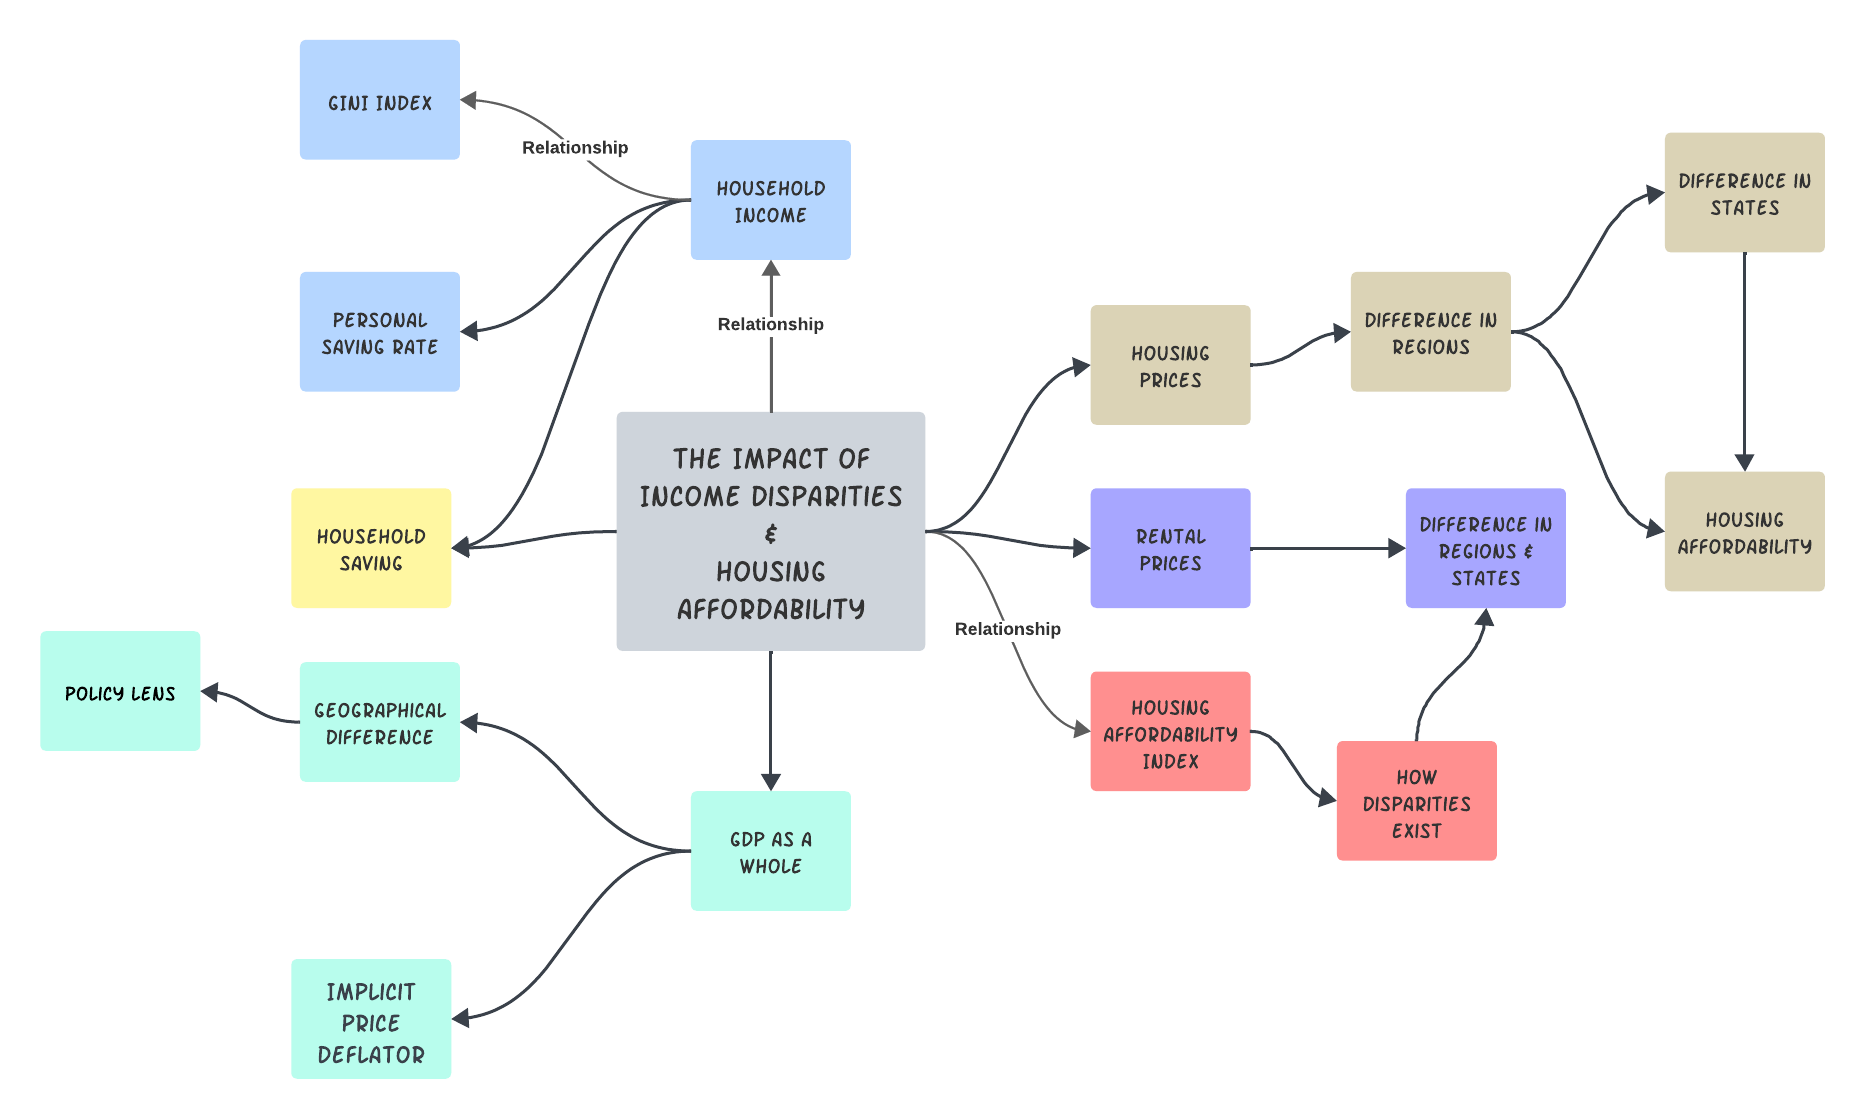 GINI INDEX
Relationship
HOUSEHOLD
INCOME
PERSONAL
SAVING RATE
Relationship
HOUSEHOLD
SAVING
THE IMPACT OF
INCOME DISPARITIES
&
HOUSING
AFFORDABILITY
HOUSING
PRICES
DIFFERENCE IN
REGIONS
DIFFERENCE IN
STATES
HOUSING
AFFORDABILITY
RENTAL
PRICES
DIFFERENCE IN
REGIONS &
STATES
Relationship
HOUSING
AFFORDABILITY
INDEX
HOW
DISPARITIES
EXIST
POLICY LENS
GEOGRAPHICAL
DIFFERENCE
GDP AS A
WHOLE
IMPLICIT
PRICE
DEFLATOR